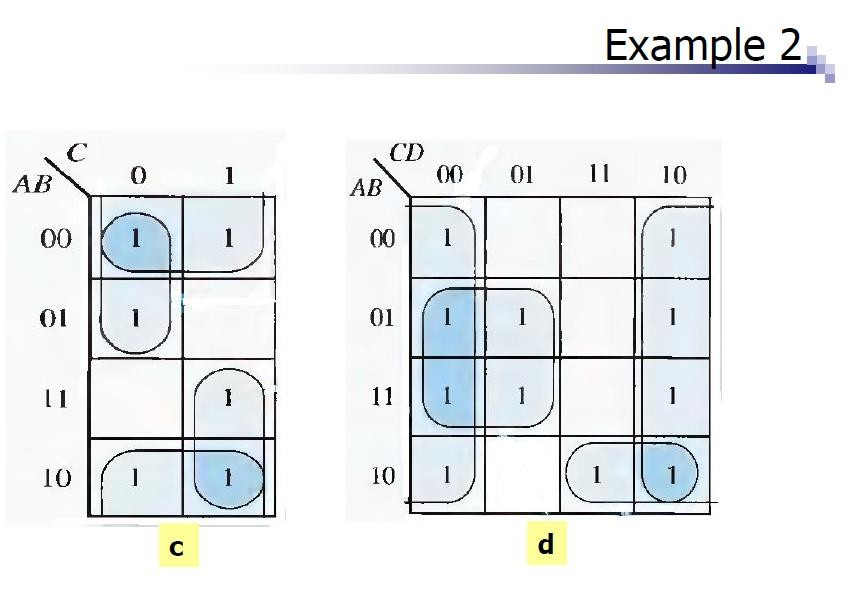 Example 2
C
AB
0 1
00 1 1
01 1
11 1
10 1 1
c
CD
AB
00 01 11 10
00 1 1
01 1 1 1
11 1 1 1
10 1 1 1
d